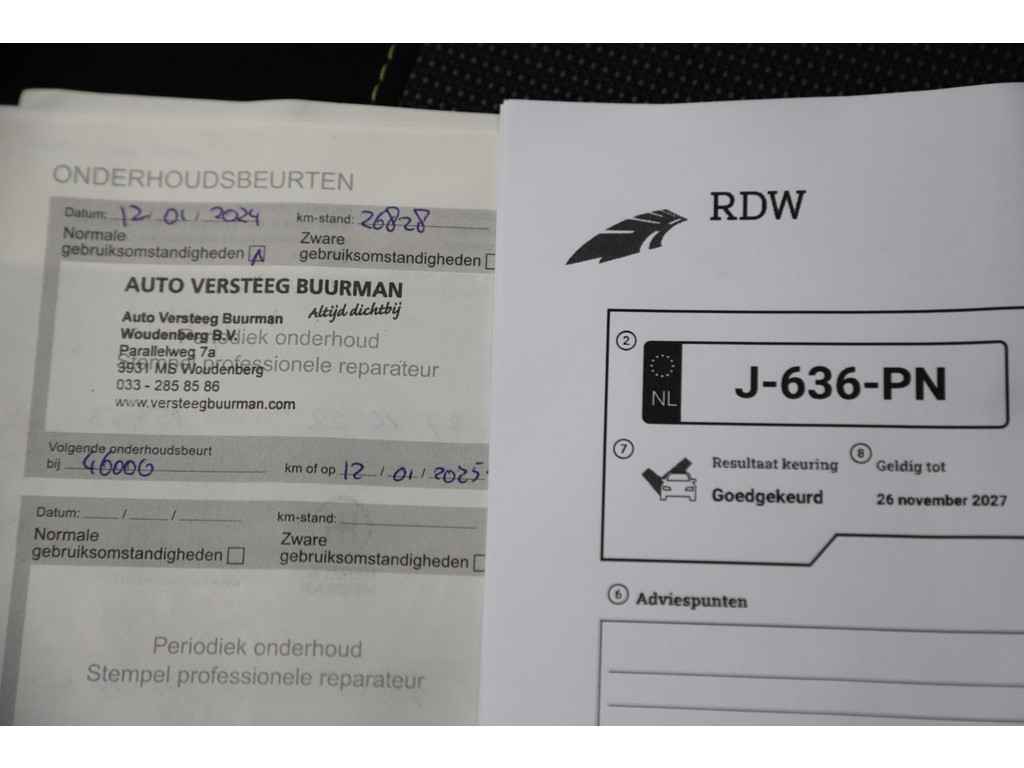 ONDERHOUDSBEURTEN
Datum: 12 / 01 / 2024 km-stand: 26828
Normale gebruiksomstandigheden
Zware gebruiksomstandigheden
AUTO VERSTEEG BUURMAN
Altijd dichtbij
Auto Versteeg Buurman
Woudenberg B.V.
Periodiek onderhoud
Parallelweg 7a
Stempel professionele reparateur
3931 MS Woudenberg
033 - 285 85 86
www.versteegbuurman.com
Volgende onderhoudsbeurt
bij 46000 km of op 12 / 01 / 2025
Datum: / / km-stand:
Normale gebruiksomstandigheden
Zware gebruiksomstandigheden
Periodiek onderhoud
Stempel professionele reparateur
RDW
2
NL J-636-PN
7 Resultaat keuring
Goedgekeurd
8 Geldig tot
26 november 2027
6 Adviespunten